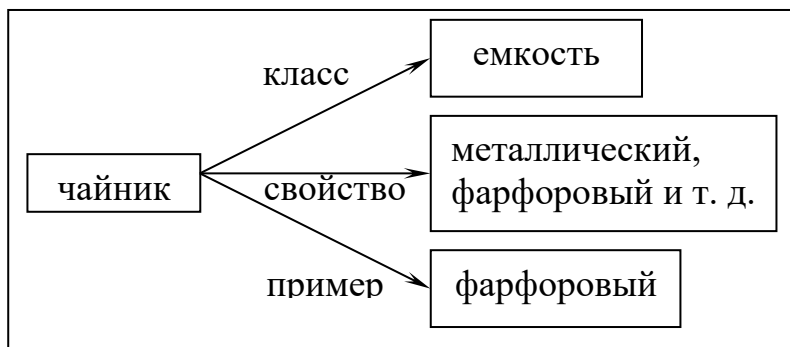 класс
емкость
чайник
свойство
металлический,
фарфоровый и т. д.
пример
фарфоровый